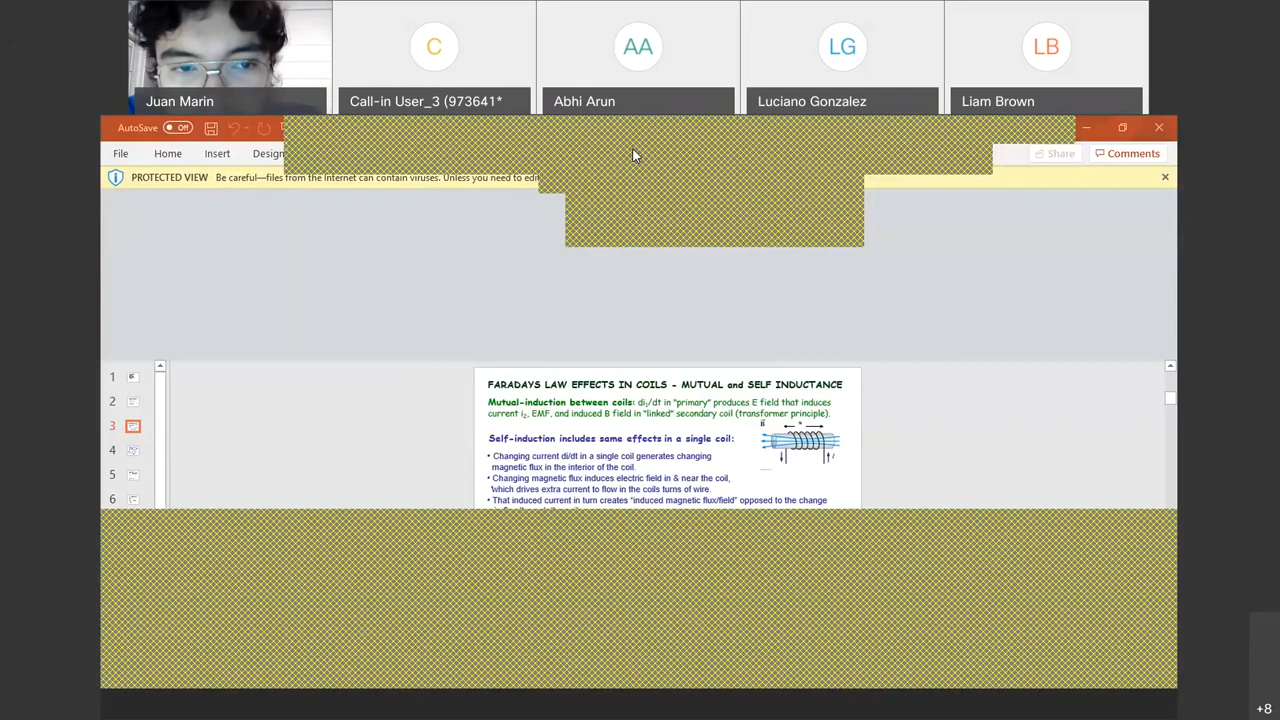 C
AA
LG
LB
Juan Marin
Call-in User_3 (973641*
Abhi Arun
Luciano Gonzalez
Liam Brown
AutoSave Off
File Home Insert Design
Share Comments
PROTECTED VIEW Be careful—files from the Internet can contain viruses. Unless you need to edi
1
2
3
4
5
6
FARADAYS LAW EFFECTS IN COILS - MUTUAL and SELF INDUCTANCE
Mutual-induction between coils: di₁/dt in "primary" produces E field that induces
current i₂, EMF, and induced B field in "linked" secondary coil (transformer principle).
Self-induction includes same effects in a single coil:
• Changing current di/dt in a single coil generates changing
magnetic flux in the interior of the coil.
• Changing magnetic flux induces electric field in & near the coil,
which drives extra current to flow in the coils turns of wire.
• That induced current in turn creates "induced magnetic flux/field" opposed to the change
+8